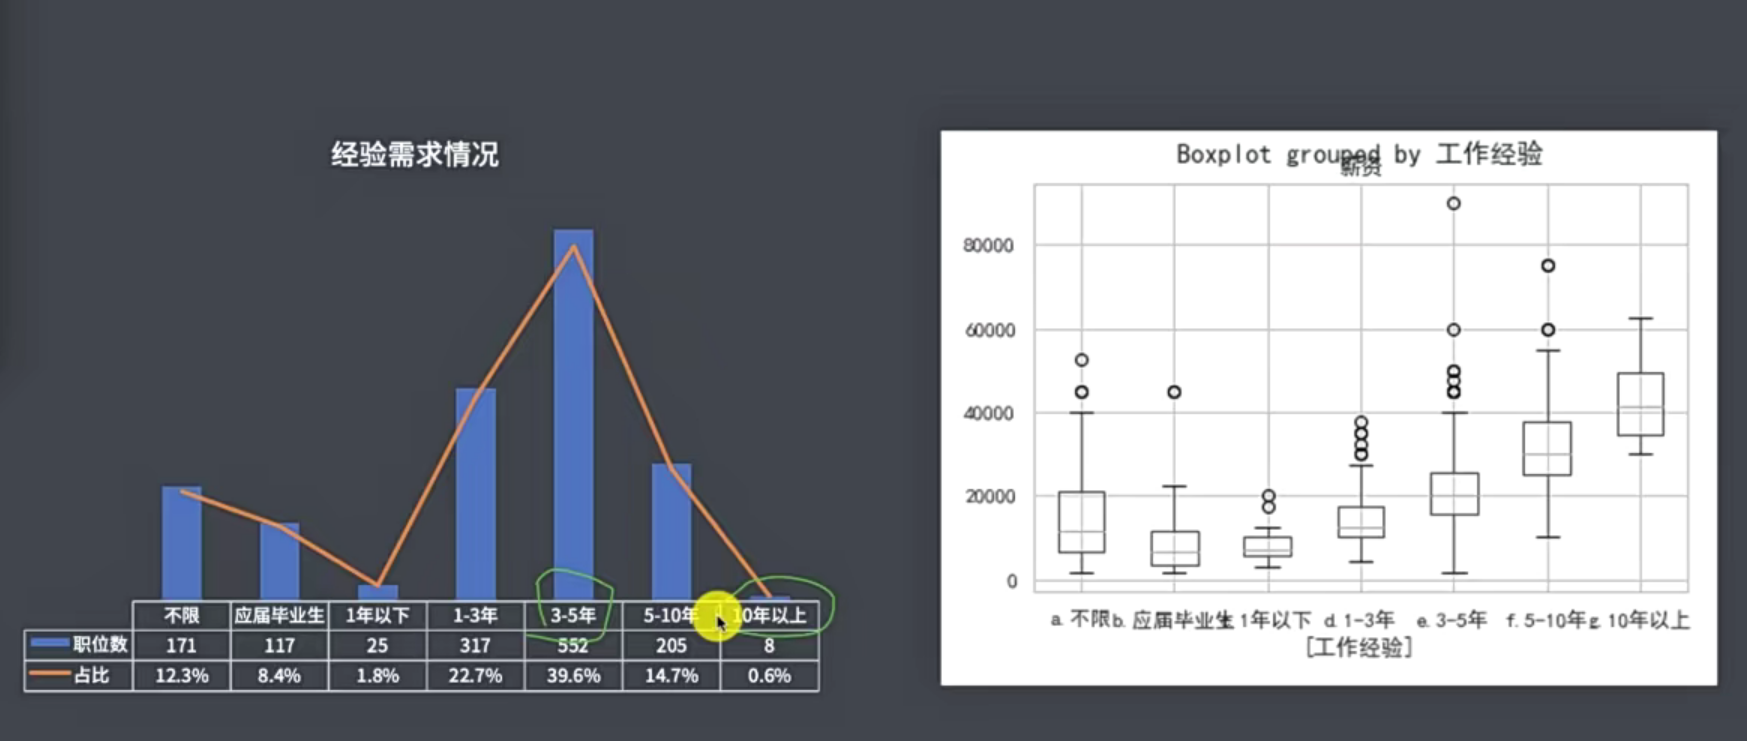 经验需求情况
不限 应届毕业生 1年以下 1-3年 3-5年 5-10年 10年以上
职位数 171 117 25 317 552 205 8
占比 12.3% 8.4% 1.8% 22.7% 39.6% 14.7% 0.6%
Boxplot grouped by 工作经验
薪资
80000
60000
40000
20000
0
a.不限 b.应届毕业生 1年以下 d.1-3年 e.3-5年 f.5-10年 g.10年以上
[工作经验]